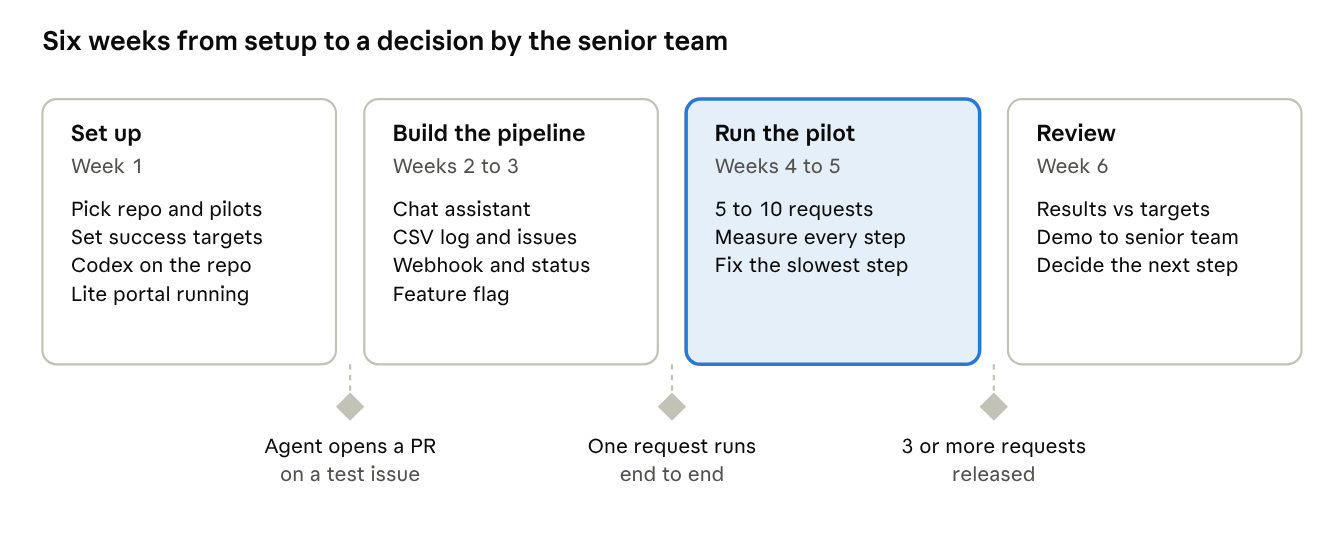 Six weeks from setup to a decision by the senior team
Set up
Week 1
Pick repo and pilots
Set success targets
Codex on the repo
Lite portal running
Build the pipeline
Weeks 2 to 3
Chat assistant
CSV log and issues
Webhook and status
Feature flag
Run the pilot
Weeks 4 to 5
5 to 10 requests
Measure every step
Fix the slowest step
Review
Week 6
Results vs targets
Demo to senior team
Decide the next step
Agent opens a PR
on a test issue
One request runs
end to end
3 or more requests
released